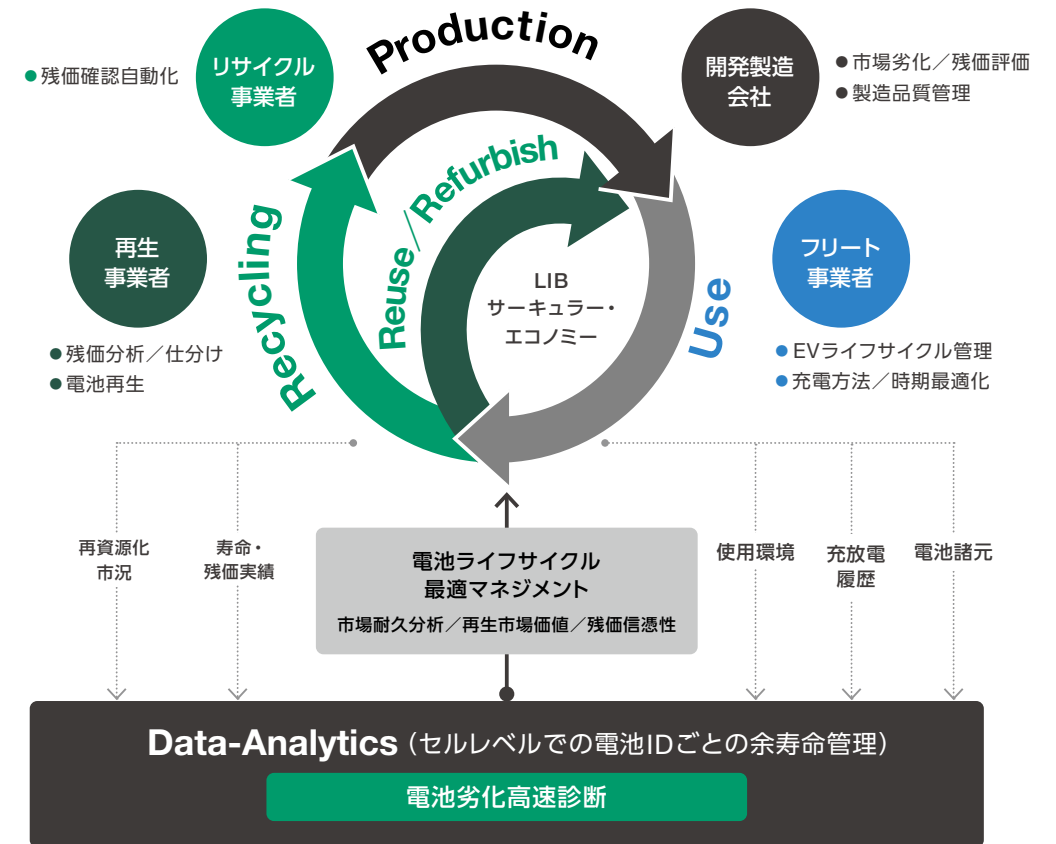 Production
リサイクル
事業者
● 残価確認自動化
開発製造
会社
● 市場劣化／残価評価
● 製造品質管理
Reuse／Refurbish
Recycling
再生
事業者
● 残価分析／仕分け
● 電池再生
LIB
サーキュラー・
エコノミー
Use
フリート
事業者
● EVライフサイクル管理
● 充電方法／時期最適化
再資源化
市況
寿命・
残価実績
電池ライフサイクル
最適マネジメント
市場耐久分析／再生市場価値／残価信憑性
使用環境
充放電
履歴
電池諸元
Data-Analytics（セルレベルでの電池IDごとの余寿命管理）
電池劣化高速診断